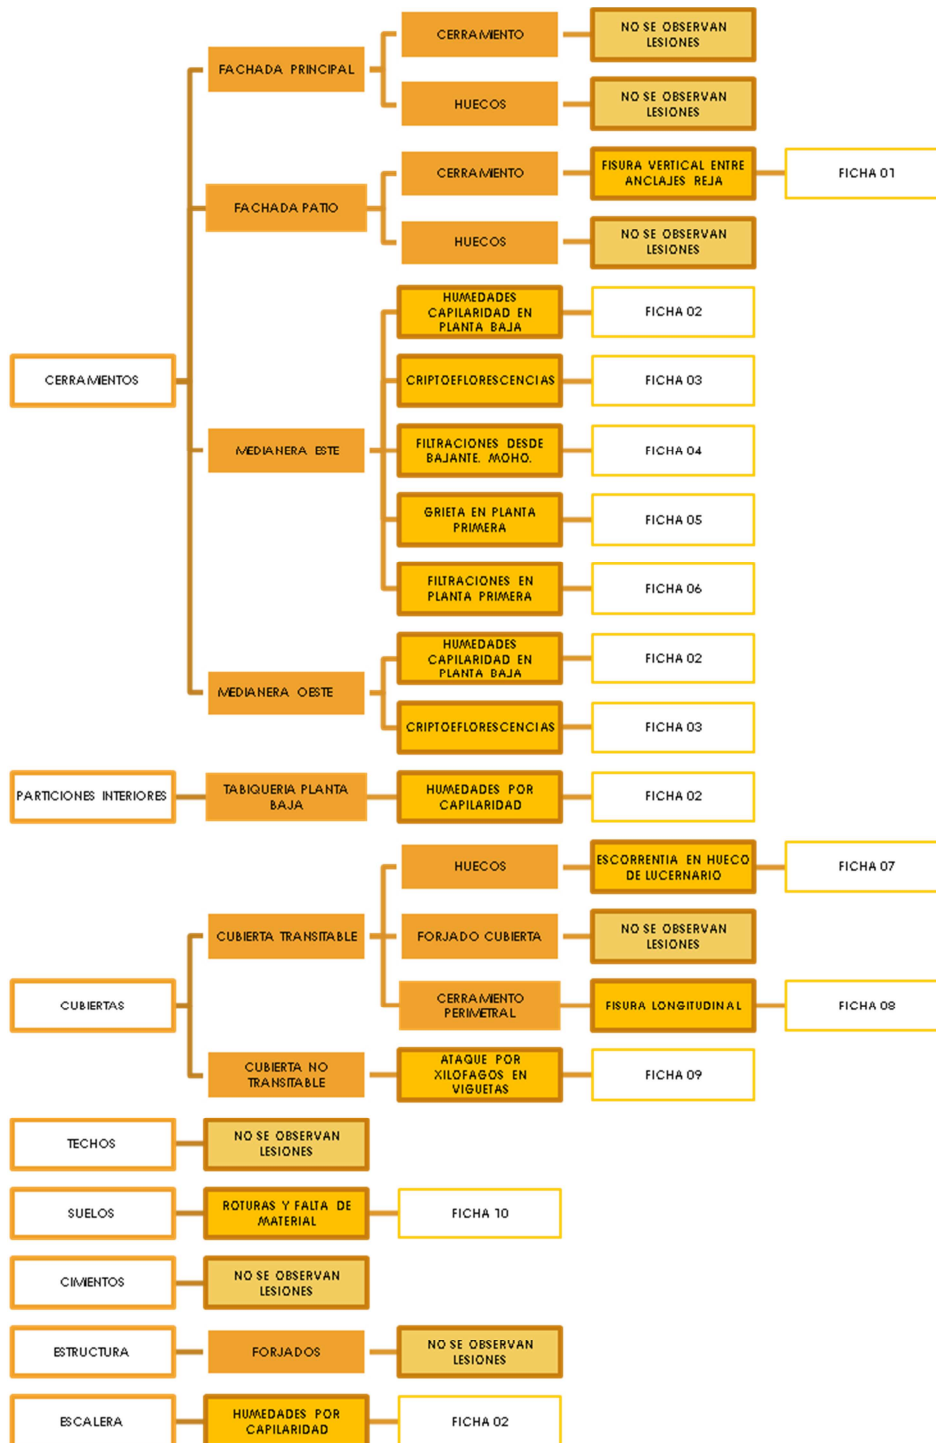 CERRAMIENTOS
FACHADA PRINCIPAL
CERRAMIENTO
NO SE OBSERVAN
LESIONES
HUECOS
NO SE OBSERVAN
LESIONES
FACHADA PATIO
CERRAMIENTO
FISURA VERTICAL ENTRE
ANCLAJES REJA
FICHA 01
HUECOS
NO SE OBSERVAN
LESIONES
MEDIANERA ESTE
HUMEDADES
CAPILARIDAD EN
PLANTA BAJA
FICHA 02
CRIPTOEFLORESCENCIAS
FICHA 03
FILTRACIONES DESDE
BAJANTE. MOHO.
FICHA 04
GRIETA EN PLANTA
PRIMERA
FICHA 05
FILTRACIONES EN
PLANTA PRIMERA
FICHA 06
MEDIANERA OESTE
HUMEDADES
CAPILARIDAD EN
PLANTA BAJA
FICHA 02
CRIPTOEFLORESCENCIAS
FICHA 03
PARTICIONES INTERIORES
TABIQUERIA PLANTA
BAJA
HUMEDADES POR
CAPILARIDAD
FICHA 02
CUBIERTAS
CUBIERTA TRANSITABLE
HUECOS
ESCORRENTIA EN HUECO
DE LUCERNARIO
FICHA 07
FORJADO CUBIERTA
NO SE OBSERVAN
LESIONES
CERRAMIENTO
PERIMETRAL
FISURA LONGITUDINAL
FICHA 08
CUBIERTA NO
TRANSITABLE
ATAQUE POR
XILOFAGOS EN
VIGUETAS
FICHA 09
TECHOS
NO SE OBSERVAN
LESIONES
SUELOS
ROTURAS Y FALTA DE
MATERIAL
FICHA 10
CIMIENTOS
NO SE OBSERVAN
LESIONES
ESTRUCTURA
FORJADOS
NO SE OBSERVAN
LESIONES
ESCALERA
HUMEDADES POR
CAPILARIDAD
FICHA 02